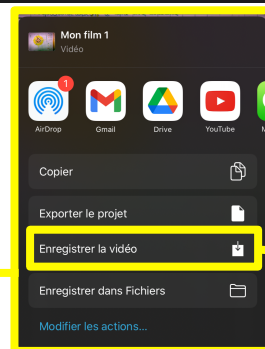 Mon film 1
Vidéo
1
AirDrop Gmail Drive YouTube
Copier
Exporter le projet
Enregistrer la vidéo
Enregistrer dans Fichiers
Modifier les actions...